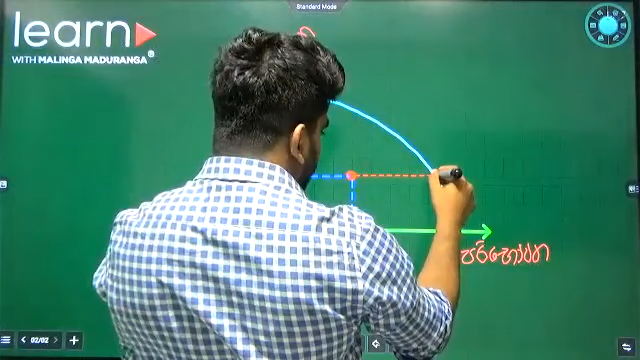 Standard Mode
learn
WITH MALINGA MADURANGA®
පරිභෝජන
02/02